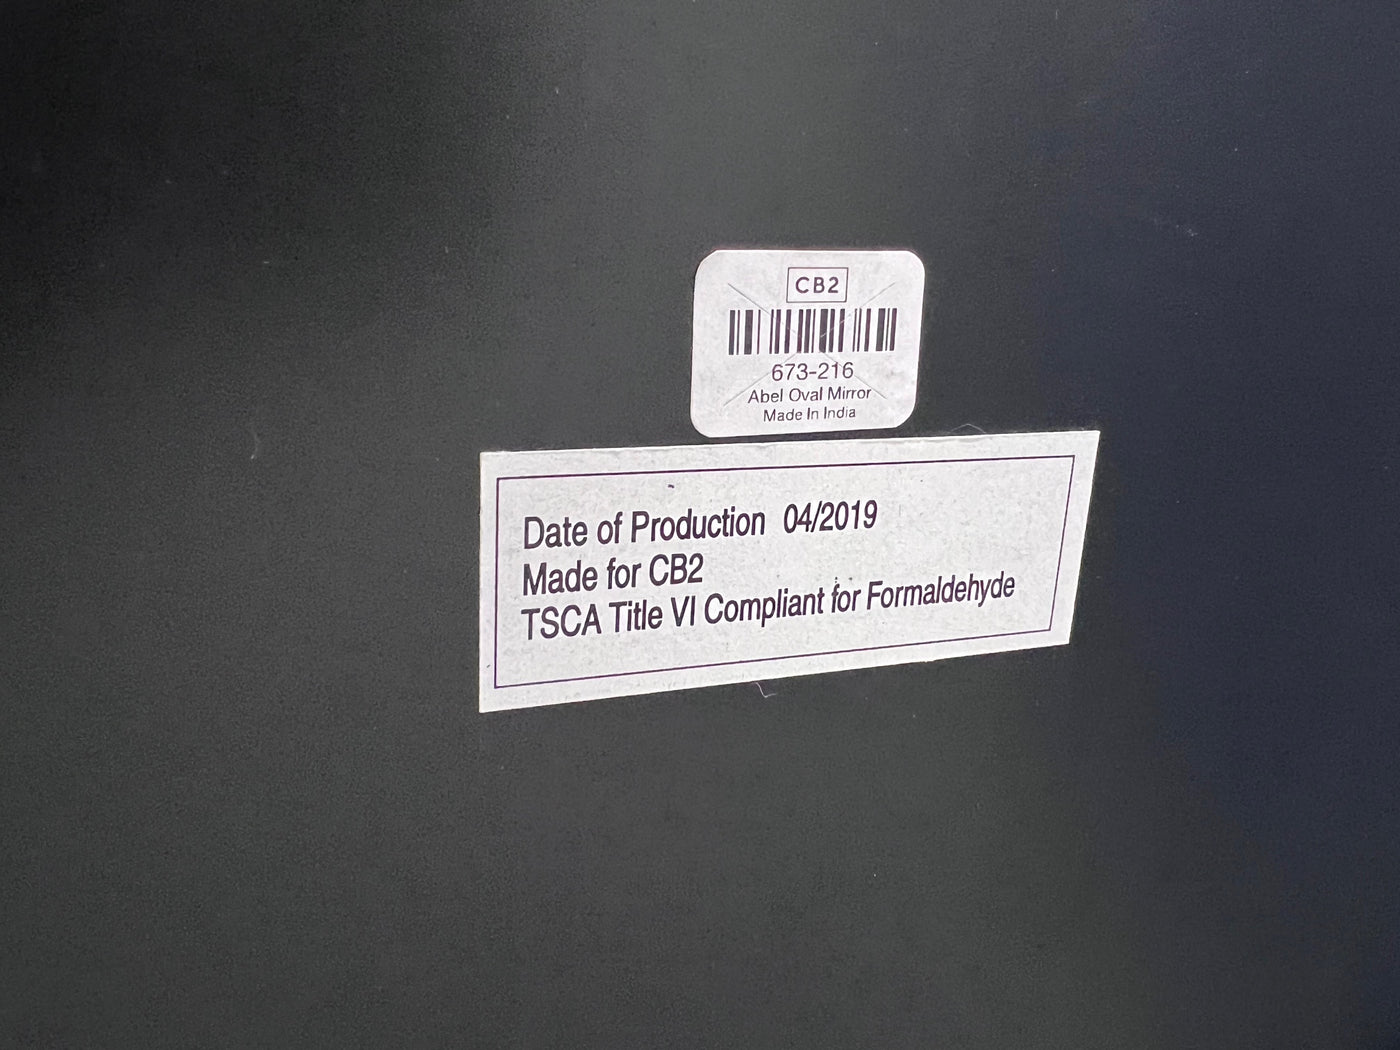 CB2
673-216
Abel Oval Mirror
Made In India
Date of Production 04/2019
Made for CB2
TSCA Title VI Compliant for Formaldehyde